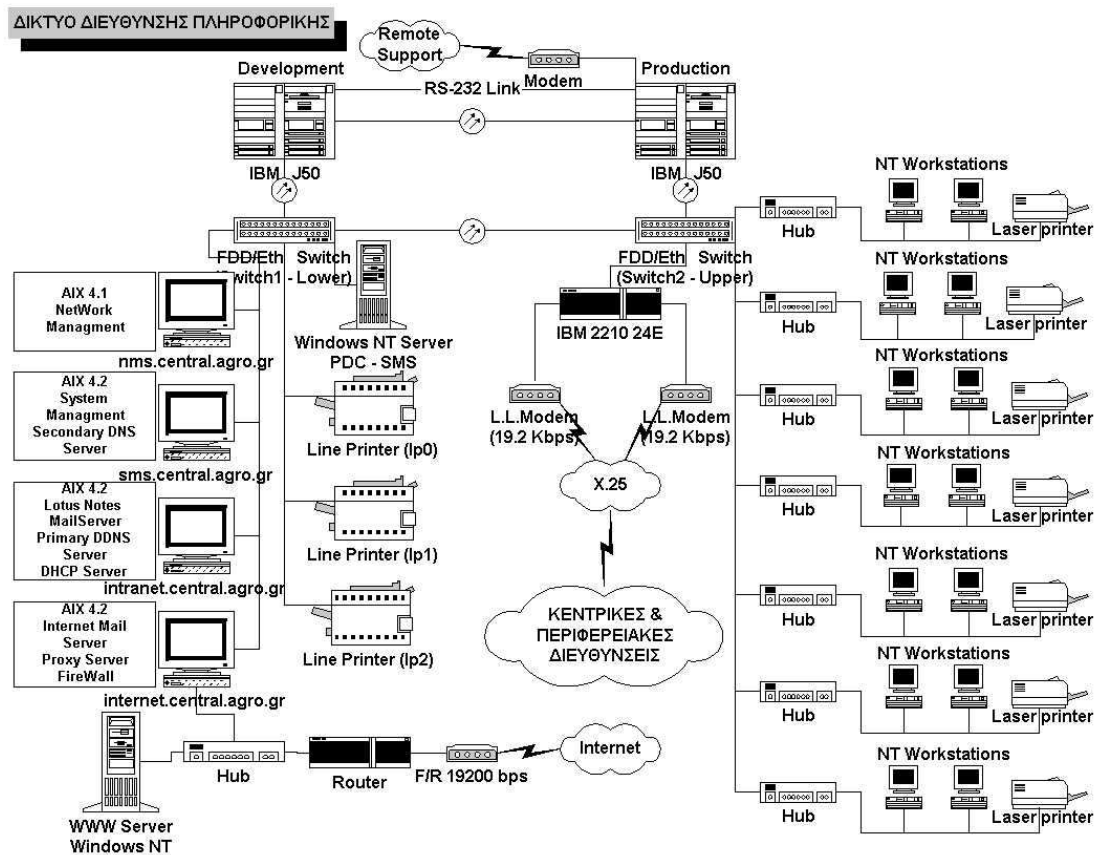 ΔΙΚΤΥΟ ΔΙΕΥΘΥΝΣΗΣ ΠΛΗΡΟΦΟΡΙΚΗΣ
Remote
Support
Modem
Development
Production
RS-232 Link
IBM J50
IBM J50
FDD/Eth Switch
(Switch1 - Lower)
FDD/Eth Switch
(Switch2 - Upper)
AIX 4.1
NetWork
Managment
nms.central.agro.gr
AIX 4.2
System
Managment
Secondary DNS
Server
sms.central.agro.gr
AIX 4.2
Lotus Notes
MailServer
Primary DDNS
Server
DHCP Server
intranet.central.agro.gr
AIX 4.2
Internet Mail
Server
Proxy Server
FireWall
internet.central.agro.gr
Windows NT Server
PDC - SMS
Line Printer (lp0)
Line Printer (lp1)
Line Printer (lp2)
IBM 2210 24E
L.L.Modem
(19.2 Kbps)
L.L.Modem
(19.2 Kbps)
X.25
ΚΕΝΤΡΙΚΕΣ &
ΠΕΡΙΦΕΡΕΙΑΚΕΣ
ΔΙΕΥΘΥΝΣΕΙΣ
WWW Server
Windows NT
Hub
Router
F/R 19200 bps
Internet
NT Workstations
Hub
Laser printer
NT Workstations
Hub
Laser printer
NT Workstations
Hub
Laser printer
NT Workstations
Hub
Laser printer
NT Workstations
Hub
Laser printer
NT Workstations
Hub
Laser printer
NT Workstations
Hub
Laser printer